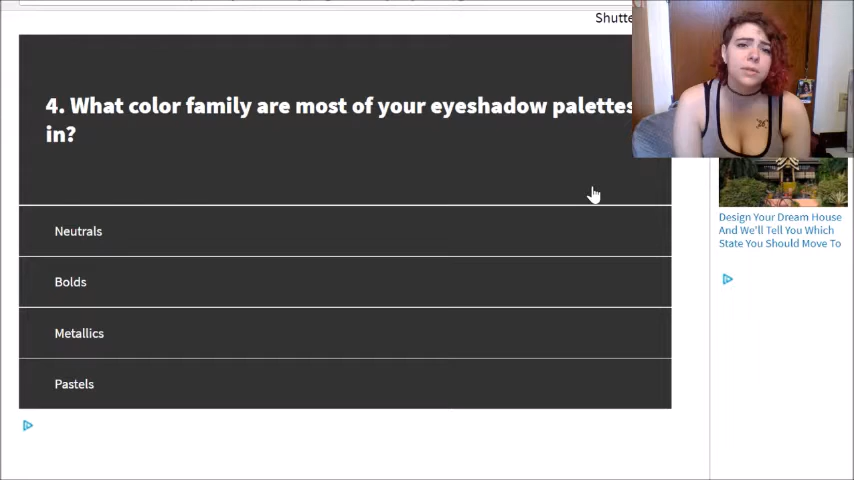 Shutte
4. What color family are most of your eyeshadow palettes
in?
Neutrals
Bolds
Metallics
Pastels
Design Your Dream House
And We'll Tell You Which
State You Should Move To